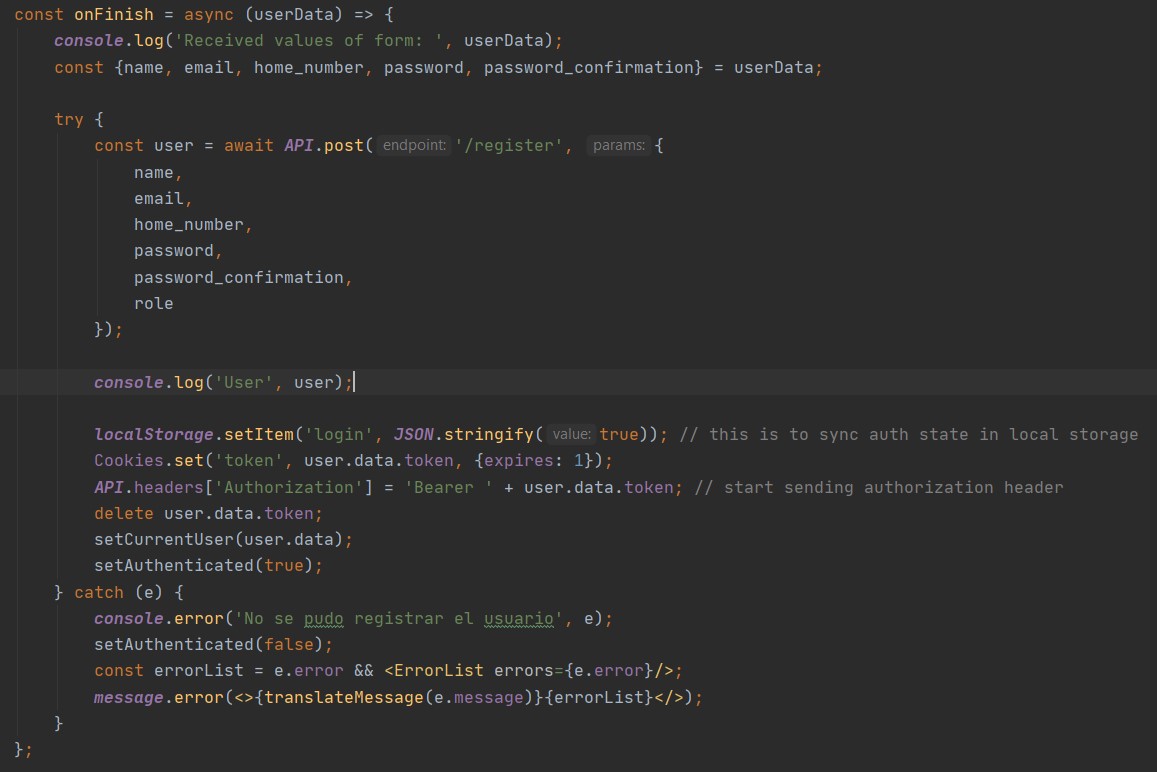 const onFinish = async (userData) => {
    console.log('Received values of form: ', userData);
    const {name, email, home_number, password, password_confirmation} = userData;
    try {
        const user = await API.post( endpoint: '/register', params: {
            name,
            email,
            home_number,
            password,
            password_confirmation,
            role
        });
        console.log('User', user);
        localStorage.setItem('login', JSON.stringify( value: true)); // this is to sync auth state in local storage
        Cookies.set('token', user.data.token, {expires: 1});
        API.headers['Authorization'] = 'Bearer ' + user.data.token; // start sending authorization header
        delete user.data.token;
        setCurrentUser(user.data);
        setAuthenticated(true);
    } catch (e) {
        console.error('No se pudo registrar el usuario', e);
        setAuthenticated(false);
        const errorList = e.error && <ErrorList errors={e.error}/>;
        message.error(<>{translateMessage(e.message)}{errorList}</>);
    }
};